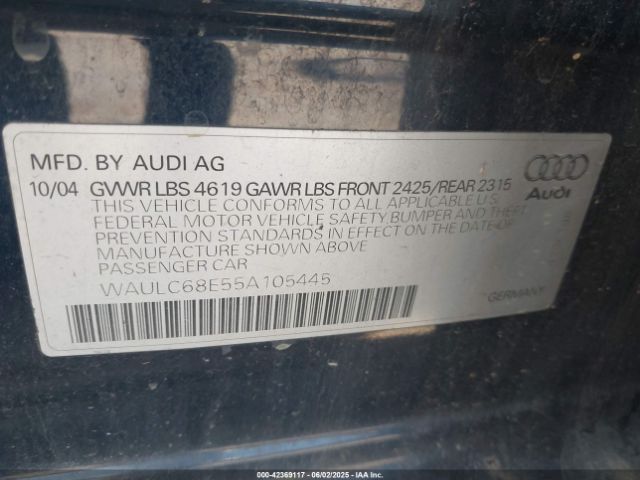 MFD. BY AUDI AG
10/04 GVWR LBS 4619 GAWR LBS FRONT 2425/REAR 2315
THIS VEHICLE CONFORMS TO ALL APPLICABLE U.S.
FEDERAL MOTOR VEHICLE SAFETY BUMPER AND THEFT
PREVENTION STANDARDS IN EFFECT ON THE DATE OF
MANUFACTURE SHOWN ABOVE
PASSENGER CAR
WAULC68E55A105445
GERMANY
Audi
000-42369117 - 06/02/2025 - COPYRIGHT IAA, LLC